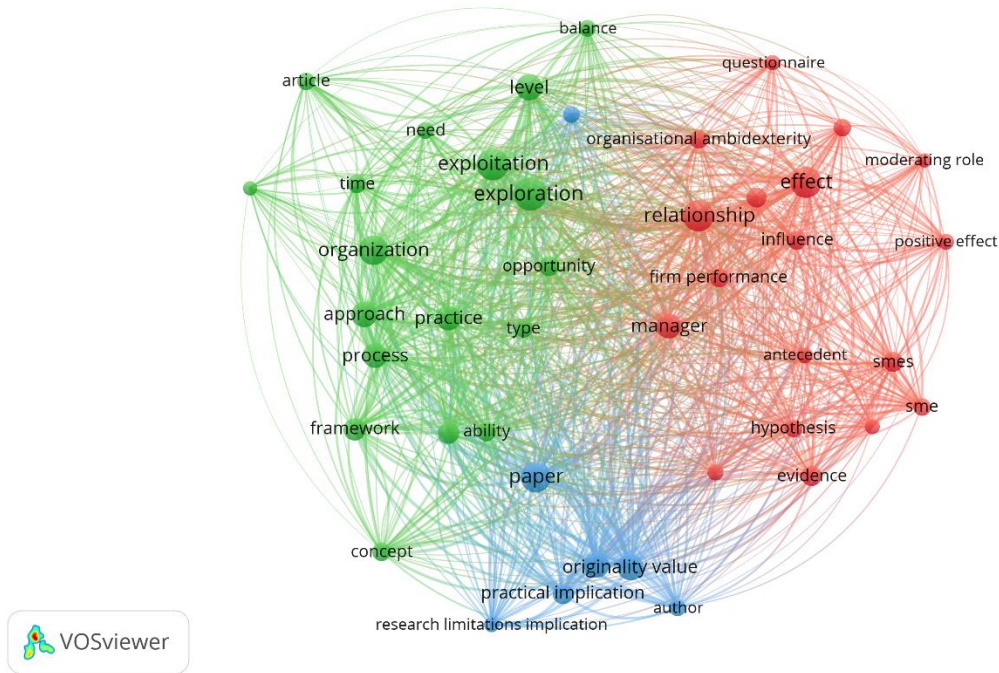 balance
article
questionnaire
level
need
organisational ambidexterity
exploitation
moderating role
time
effect
exploration
relationship
organization
influence
positive effect
opportunity
firm performance
approach
practice
type
manager
process
antecedent
smes
sme
framework
ability
hypothesis
paper
evidence
concept
originality value
practical implication
author
research limitations implication
VOSviewer